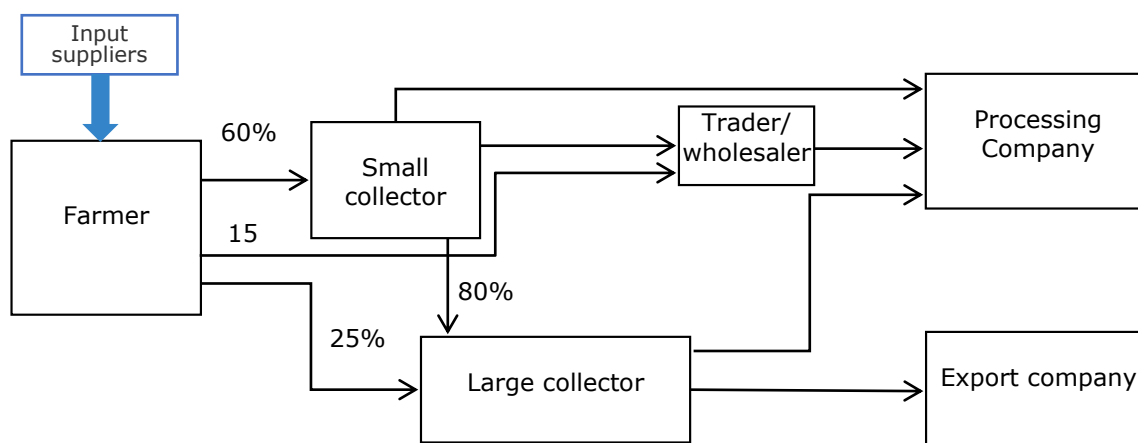 Input
suppliers
60%
Farmer
15
25%
Small
collector
80%
Trader/
wholesaler
Large collector
Processing
Company
Export company